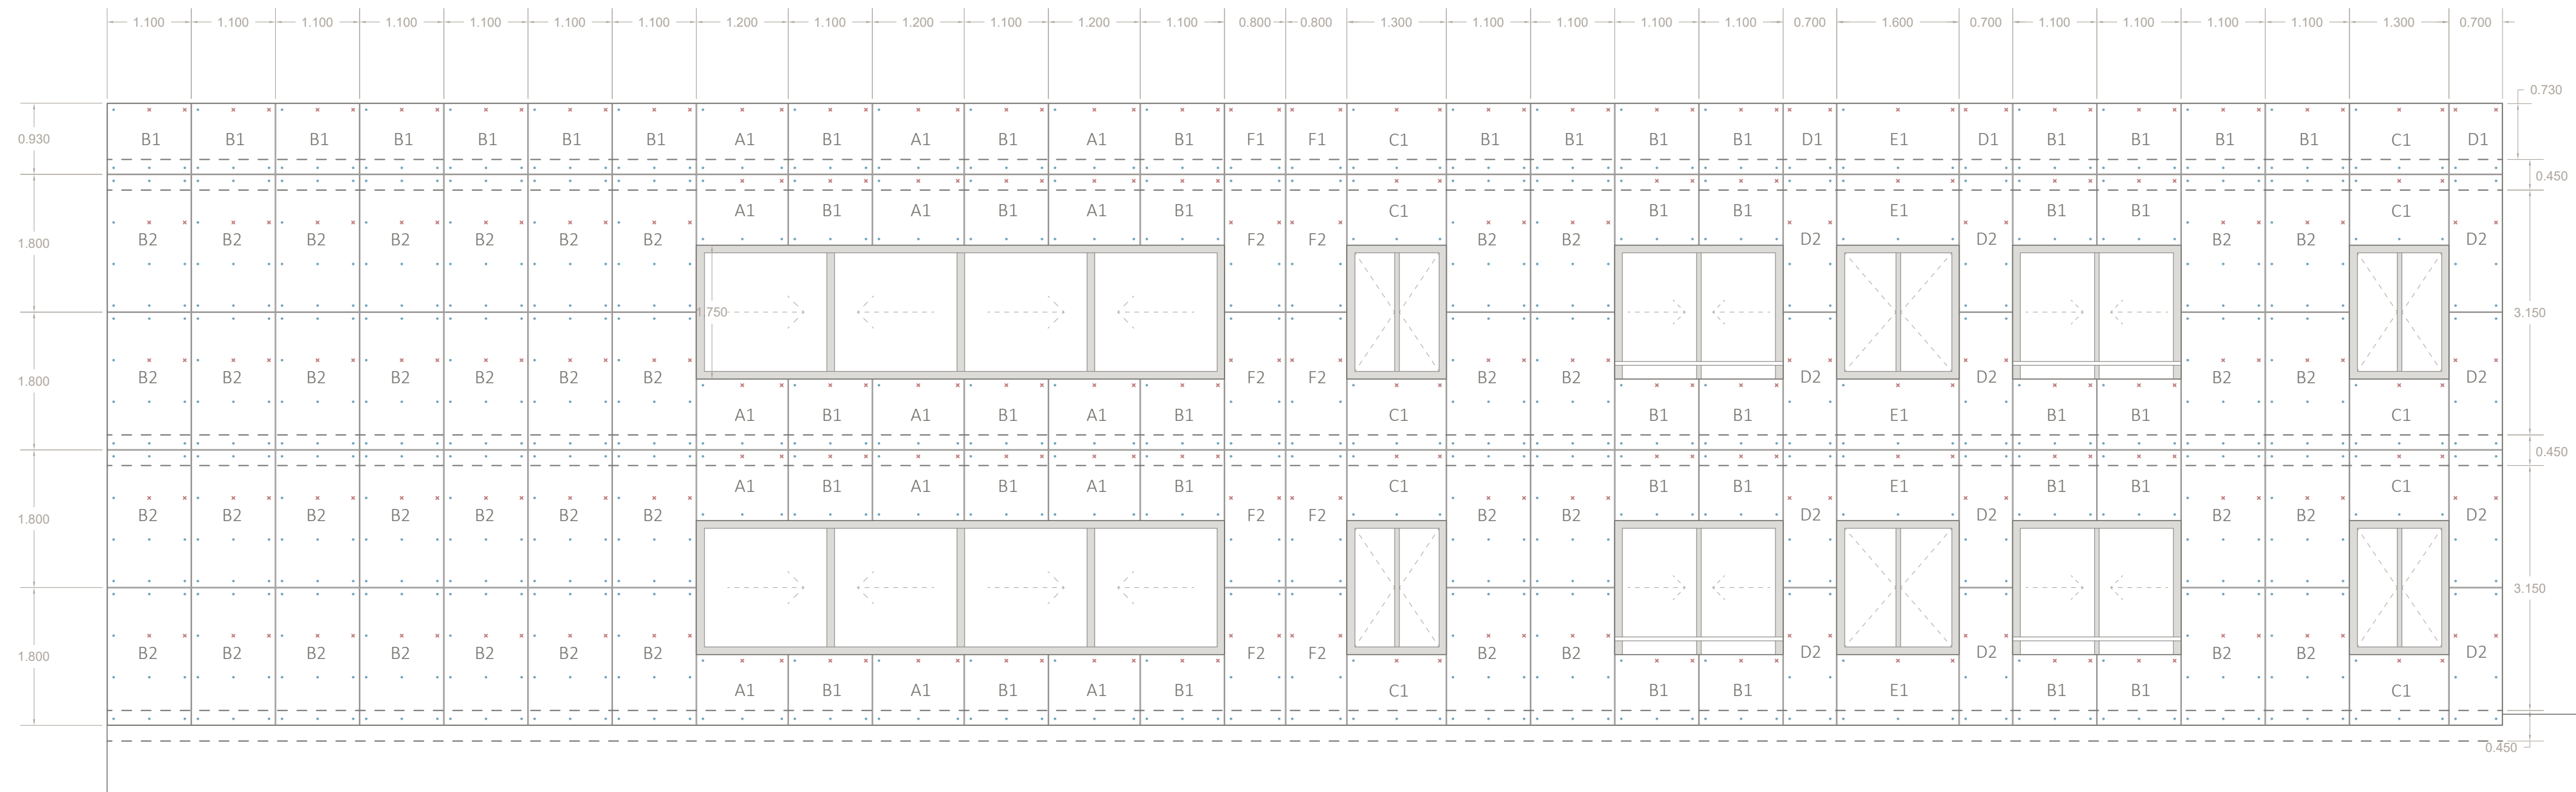 1.100 1.100 1.100 1.100 1.100 1.100 1.100 1.200 1.100 1.200 1.100 1.200 1.100 0.800 0.800 1.300 1.100 1.100 1.100 1.100 0.700 1.600 0.700 1.100 1.100 1.100 1.100 1.300 0.700
0.730
0.930 B1 B1 B1 B1 B1 B1 B1 A1 B1 A1 B1 A1 B1 F1 F1 C1 B1 B1 B1 B1 D1 E1 D1 B1 B1 B1 B1 C1 D1
0.450
A1 B1 A1 B1 A1 B1 C1 B1 B1 E1 B1 B1 C1
1.800 B2 B2 B2 B2 B2 B2 B2 F2 F2 B2 B2 D2 D2 B2 B2 D2
1.750 3.150
1.800 B2 B2 B2 B2 B2 B2 B2 F2 F2 B2 B2 D2 D2 B2 B2 D2
A1 B1 A1 B1 A1 B1 C1 B1 B1 E1 B1 B1 C1
0.450
A1 B1 A1 B1 A1 B1 C1 B1 B1 E1 B1 B1 C1
1.800 B2 B2 B2 B2 B2 B2 B2 F2 F2 B2 B2 D2 D2 B2 B2 D2
3.150
1.800 B2 B2 B2 B2 B2 B2 B2 F2 F2 B2 B2 D2 D2 B2 B2 D2
A1 B1 A1 B1 A1 B1 C1 B1 B1 E1 B1 B1 C1
0.450